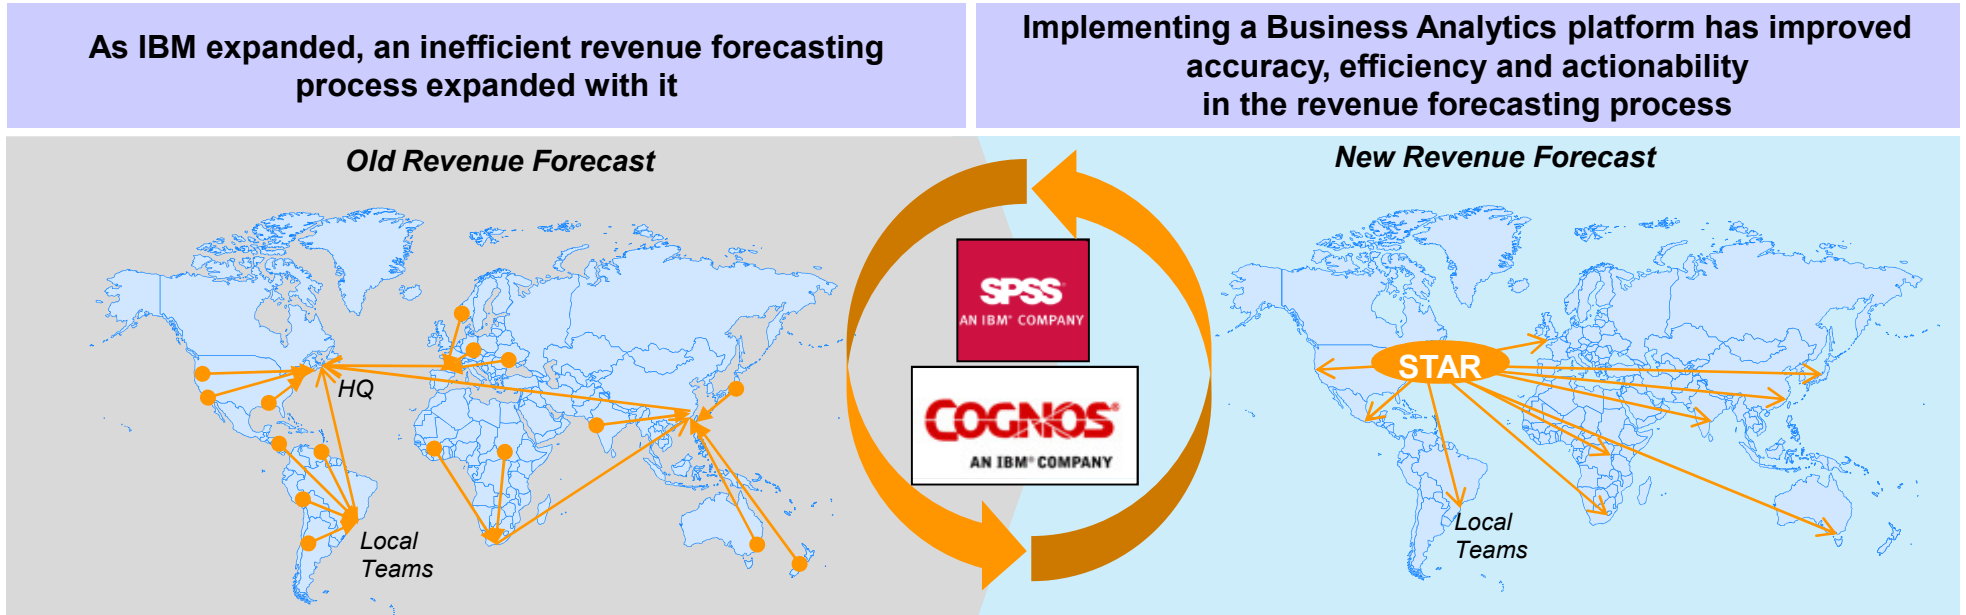 As IBM expanded, an inefficient revenue forecasting
process expanded with it
Implementing a Business Analytics platform has improved
accuracy, efficiency and actionability
in the revenue forecasting process
Old Revenue Forecast
HQ
Local
Teams
SPSS
AN IBM® COMPANY
COGNOS®
AN IBM® COMPANY
New Revenue Forecast
STAR
Local
Teams